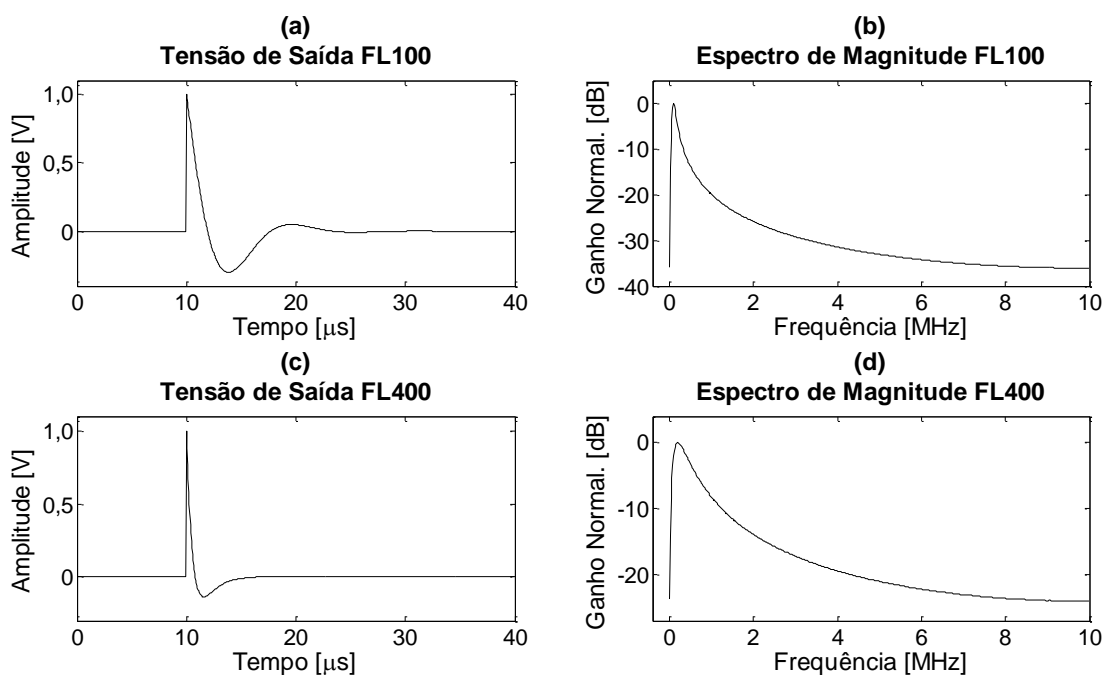 (a)
Tensão de Saída FL100
Amplitude [V]
1,0
0,5
0
0 10 20 30 40
Tempo [μs]
(b)
Espectro de Magnitude FL100
Ganho Normal. [dB]
0
-10
-20
-30
-40
0 2 4 6 8 10
Frequência [MHz]
(c)
Tensão de Saída FL400
Amplitude [V]
1,0
0,5
0
0 10 20 30 40
Tempo [μs]
(d)
Espectro de Magnitude FL400
Ganho Normal. [dB]
0
-10
-20
0 2 4 6 8 10
Frequência [MHz]